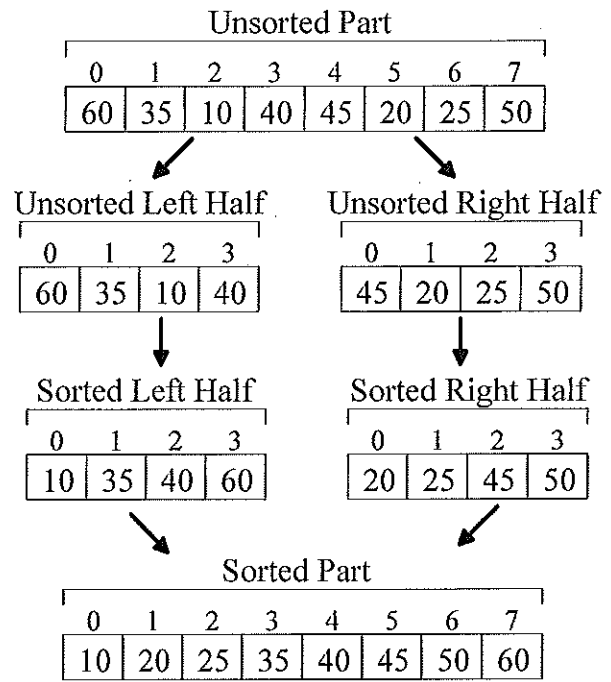 Unsorted Part
0 1 2 3 4 5 6 7
60 35 10 40 45 20 25 50
Unsorted Left Half
0 1 2 3
60 35 10 40
Unsorted Right Half
0 1 2 3
45 20 25 50
Sorted Left Half
0 1 2 3
10 35 40 60
Sorted Right Half
0 1 2 3
20 25 45 50
Sorted Part
0 1 2 3 4 5 6 7
10 20 25 35 40 45 50 60